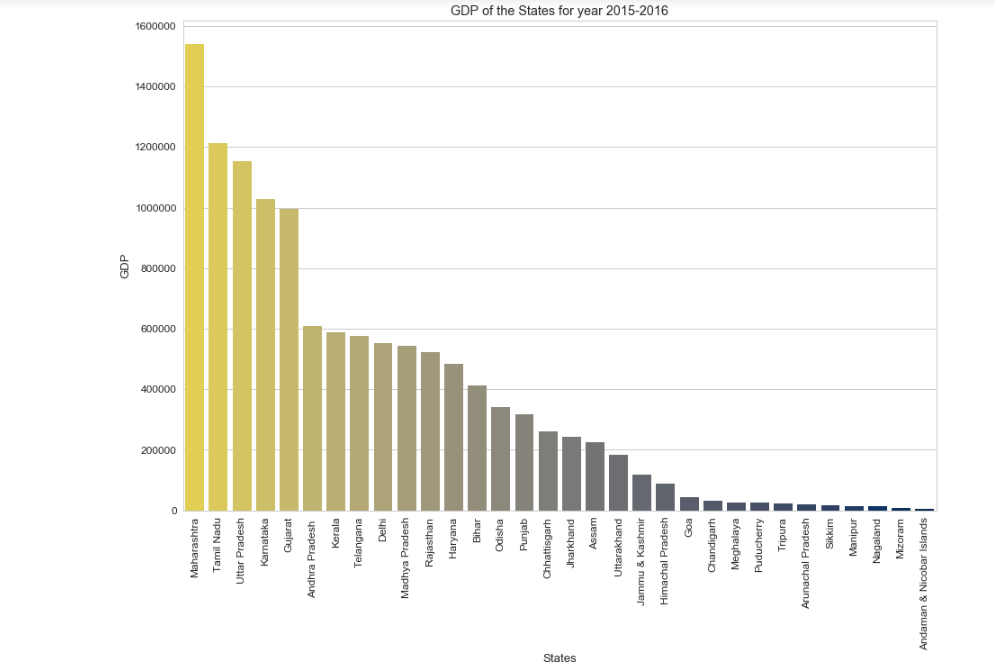 GDP of the States for year 2015-2016
1600000
1400000
1200000
1000000
800000
600000
400000
200000
0
GDP
Maharashtra
Tamil Nadu
Uttar Pradesh
Karnataka
Gujarat
Andhra Pradesh
Kerala
Telangana
Delhi
Madhya Pradesh
Rajasthan
Haryana
Bihar
Odisha
Punjab
Chhattisgarh
Jharkhand
Assam
Uttarakhand
Jammu & Kashmir
Himachal Pradesh
Goa
Chandigarh
Meghalaya
Puducherry
Tripura
Arunachal Pradesh
Sikkim
Manipur
Nagaland
Mizoram
Andaman & Nicobar Islands
States